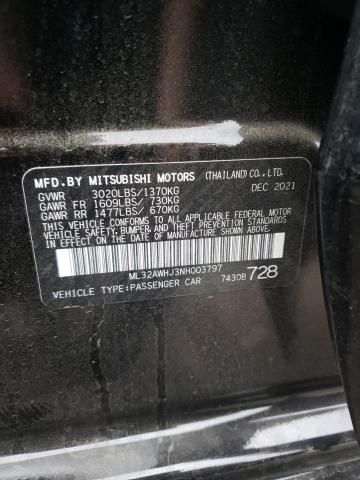 MFD.BY MITSUBISHI MOTORS (THAILAND) CO., LTD.
GVWR 3020LBS/1370KG DEC 2021
GAWR FR 1609LBS/ 730KG
GAWR RR 1477LBS/ 670KG
THIS VEHICLE CONFORMS TO ALL APPLICABLE
FEDERAL MOTOR VEHICLE SAFETY, BUMPER, AND
THEFT PREVENTION STANDARDS IN EFFECT ON THE
DATE OF MANUFACTURE SHOWN ABOVE.
ML32AWHJ3NH003797
VEHICLE TYPE:PASSENGER CAR 7430B 728